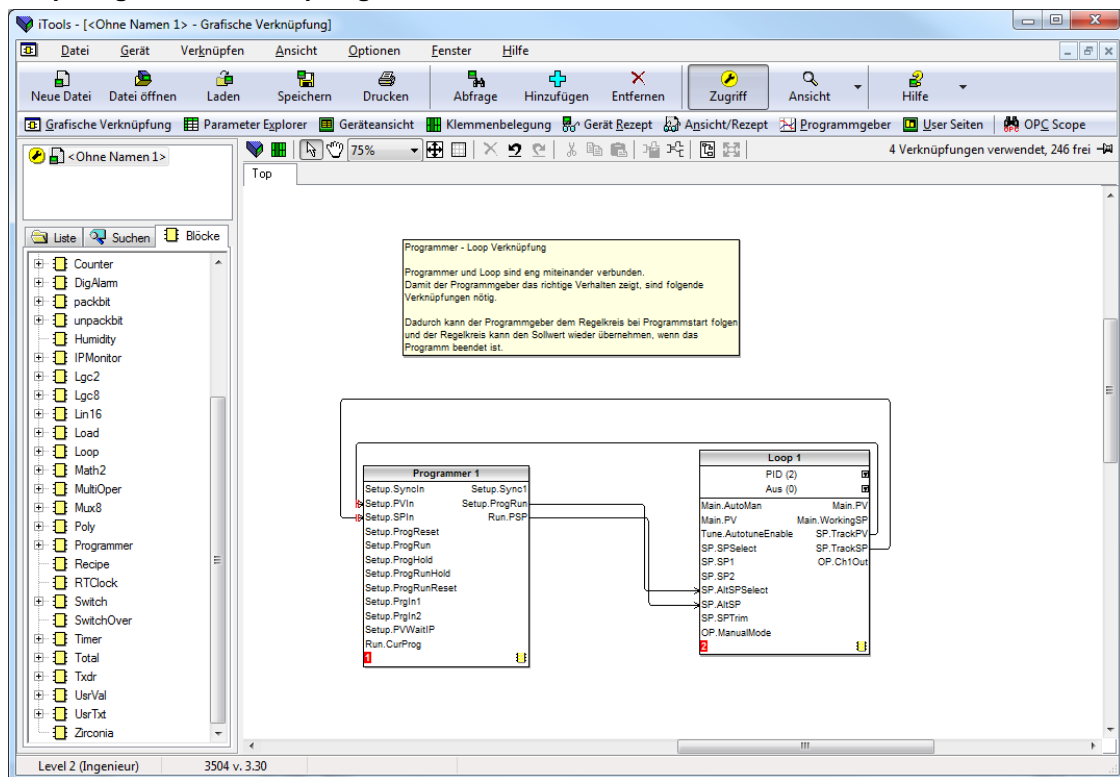 iTools - [<Ohne Namen 1> - Grafische Verknüpfung]
Datei Gerät Verknüpfen Ansicht Optionen Fenster Hilfe
Neue Datei Datei öffnen Laden Speichern Drucken Abfrage Hinzufügen Entfernen Zugriff Ansicht Hilfe
Grafische Verknüpfung Parameter Explorer Geräteansicht Klemmenbelegung Gerät Rezept Ansicht/Rezept Programmgeber User Seiten OPC Scope
<Ohne Namen 1>
75%
4 Verknüpfungen verwendet, 246 frei
Top
Liste Suchen Blöcke
Counter
DigAlarm
packbit
unpackbit
Humidity
IPMonitor
Lgc2
Lgc8
Lin16
Load
Loop
Math2
MultiOper
Mux8
Poly
Programmer
Recipe
RTClock
Switch
SwitchOver
Timer
Total
Txdr
UsrVal
UsrTxt
Zirconia
Programmer - Loop Verknüpfung
Programmer und Loop sind eng miteinander verbunden.
Damit der Programmgeber das richtige Verhalten zeigt, sind folgende
Verknüpfungen nötig.
Dadurch kann der Programmgeber dem Regelkreis bei Programmstart folgen
und der Regelkreis kann den Sollwert wieder übernehmen, wenn das
Programm beendet ist.
Programmer 1
Setup.SyncIn Setup.Sync1
Setup.PVIn Setup.ProgRun
Setup.SPIn Run.PSP
Setup.ProgReset
Setup.ProgRun
Setup.ProgHold
Setup.ProgRunHold
Setup.ProgRunReset
Setup.PrgIn1
Setup.PrgIn2
Setup.PVWaitIP
Run.CurProg
1
Loop 1
PID (2)
Aus (0)
Main.AutoMan Main.PV
Main.PV Main.WorkingSP
Tune.AutotuneEnable SP.TrackPV
SP.SPSelect SP.TrackSP
SP.SP1 OP.Ch1Out
SP.SP2
SP.AltSPSelect
SP.AltSP
SP.SPTrim
OP.ManualMode
2
Level 2 (Ingenieur) 3504 v. 3.30